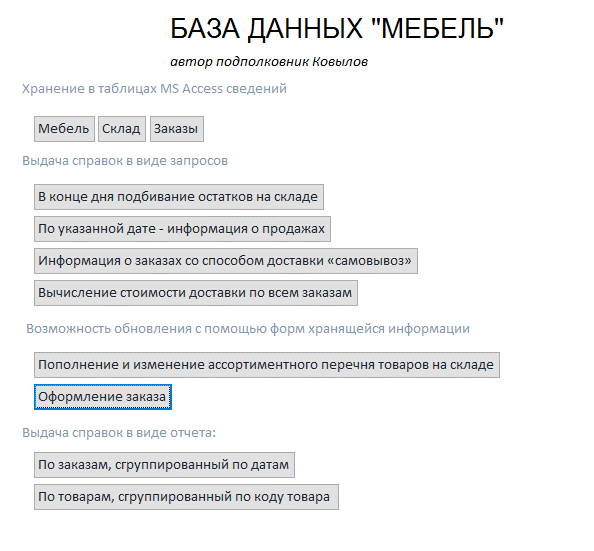 БАЗА ДАННЫХ "МЕБЕЛЬ"
автор подполковник Ковылов
Хранение в таблицах MS Access сведений
Мебель Склад Заказы
Выдача справок в виде запросов
В конце дня подбивание остатков на складе
По указанной дате - информация о продажах
Информация о заказах со способом доставки «самовывоз»
Вычисление стоимости доставки по всем заказам
Возможность обновления с помощью форм хранящейся информации
Пополнение и изменение ассортиментного перечня товаров на складе
Оформление заказа
Выдача справок в виде отчета:
По заказам, сгруппированный по датам
По товарам, сгруппированный по коду товара